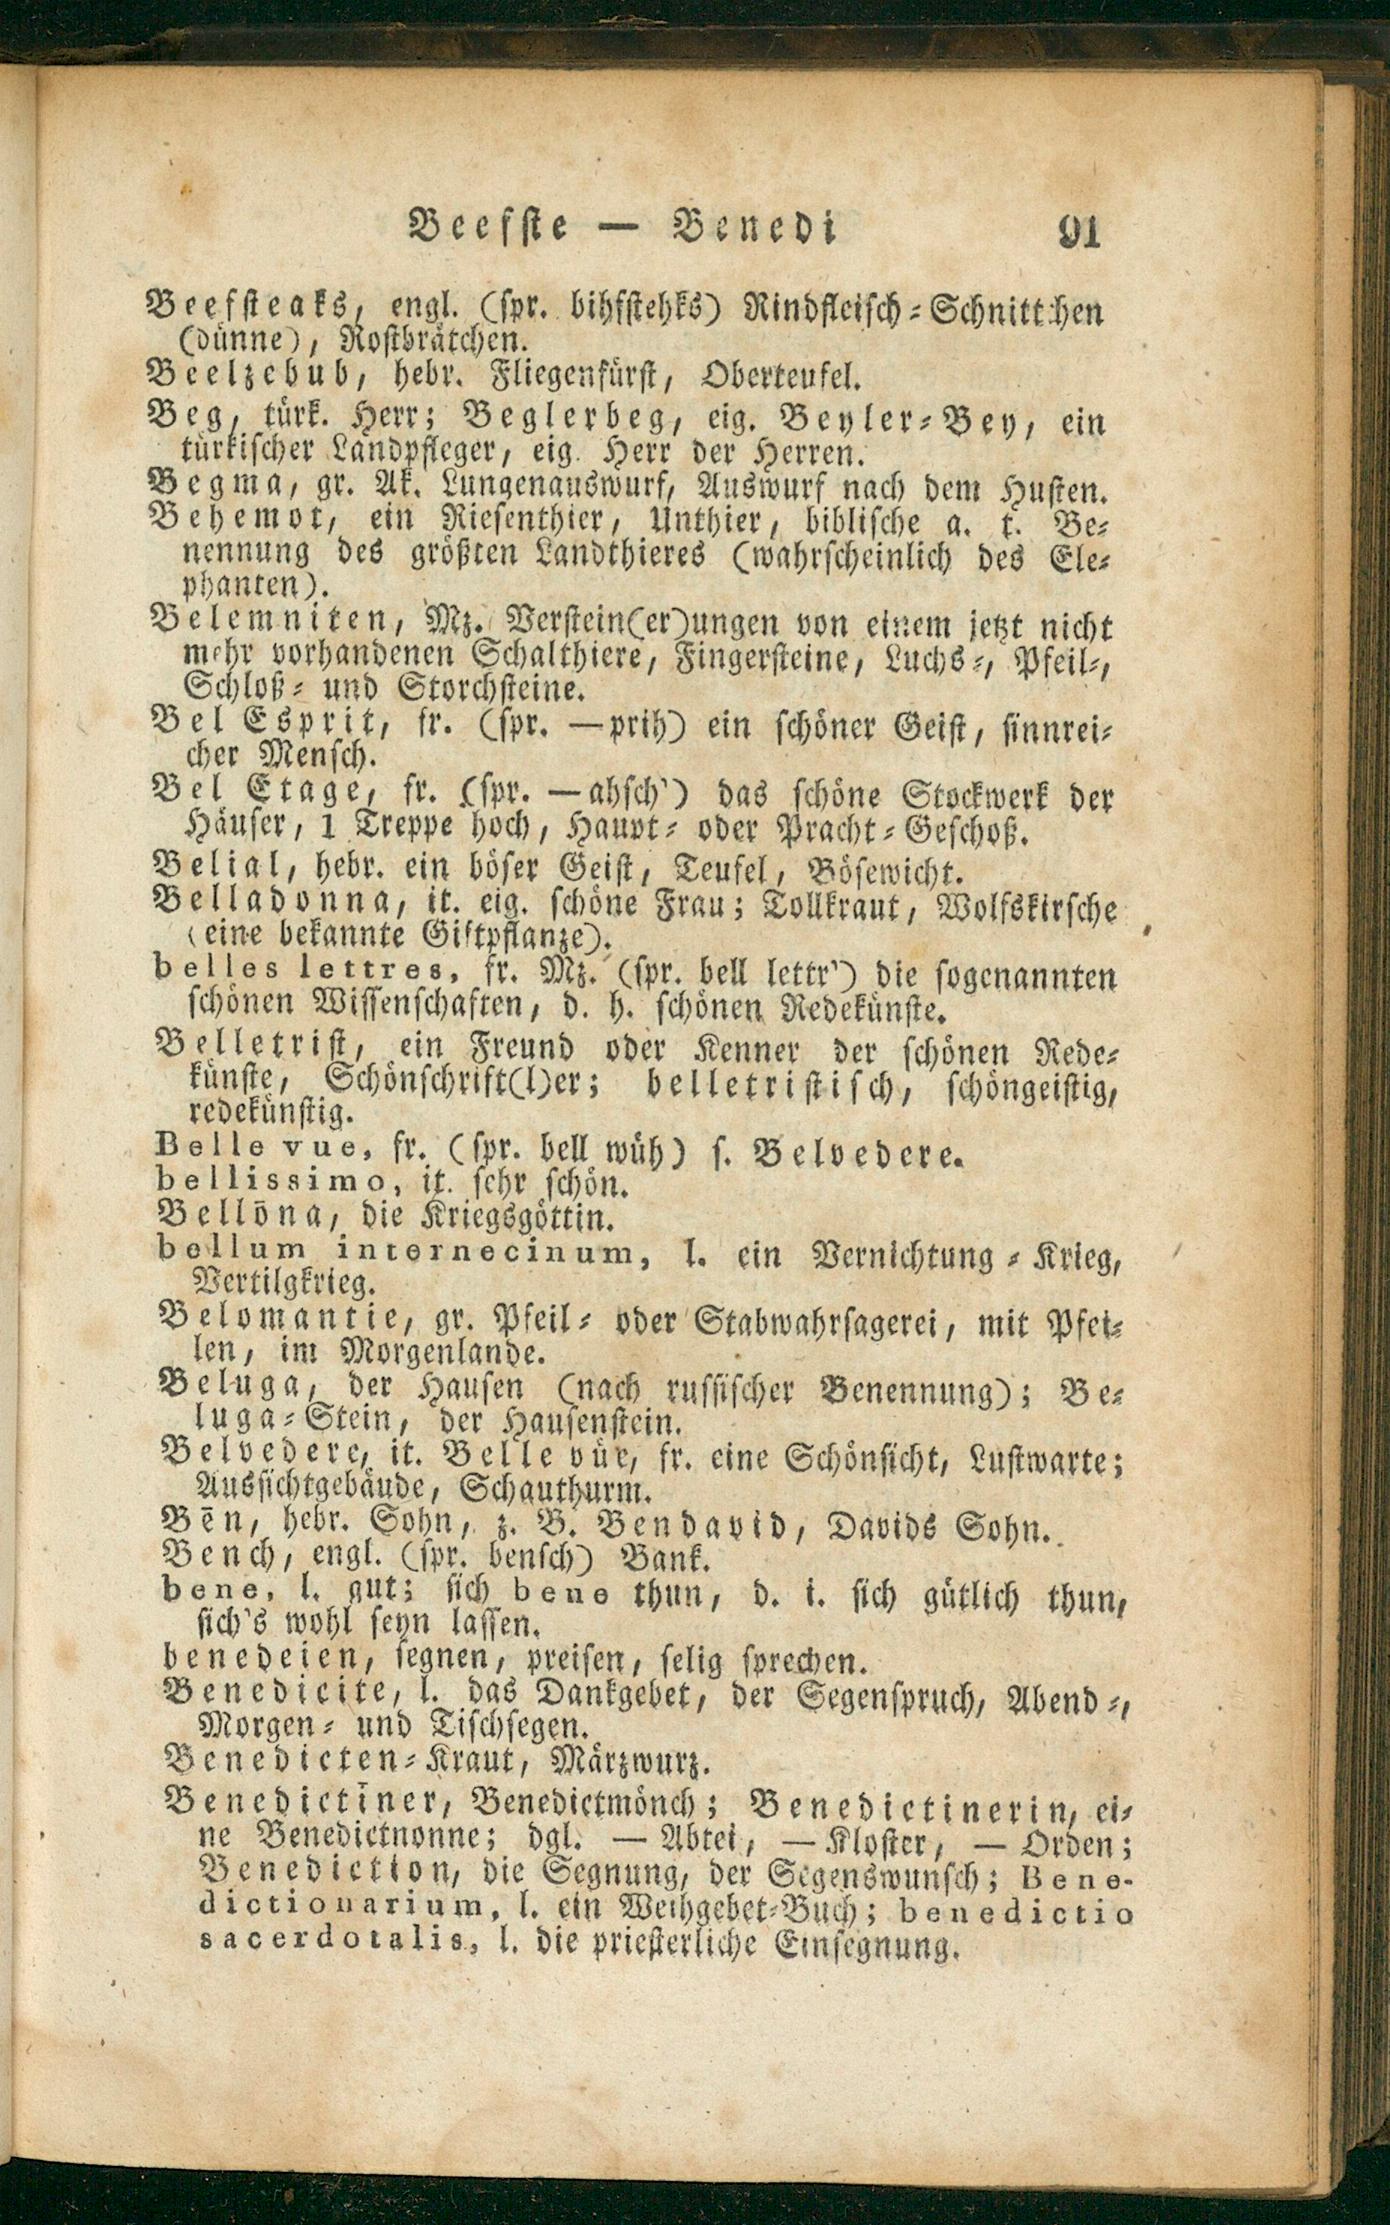 Beefste — Benedi 91
Beefsteaks, engl. (spr. bihfstehks) Rindfleisch-Schnittchen
(dünne), Rostbrätchen.
Beelzebub, hebr. Fliegenfürst, Oberteufel.
Beg, türk. Herr; Beglerbeg, eig. Beyler-Bey, ein
türkischer Landpfleger, eig. Herr der Herren.
Begma, gr. Ak. Lungenauswurf, Auswurf nach dem Husten.
Behemot, ein Riesenthier, Unthier, biblische a. t. Be-
nennung des größten Landthieres (wahrscheinlich des Ele-
phanten).
Belemniten, Mz. Verstein(er)ungen von einem jetzt nicht
mehr vorhandenen Schalthiere, Fingersteine, Luchs-, Pfeil-,
Schloß- und Storchsteine.
Bel Esprit, fr. (spr. —prih) ein schöner Geist, sinnrei-
cher Mensch.
Bel Etage, fr. (spr. —ahsch') das schöne Stockwerk der
Häuser, 1 Treppe hoch, Haupt- oder Pracht-Geschoß.
Belial, hebr. ein böser Geist, Teufel, Bösewicht.
Belladonna, it. eig. schöne Frau; Tollkraut, Wolfskirsche
(eine bekannte Giftpflanze).
belles lettres, fr. Mz. (spr. bell lettr') die sogenannten
schönen Wissenschaften, d. h. schönen Redekünste.
Belletrist, ein Freund oder Kenner der schönen Rede-
künste, Schönschrift(l)er; belletristisch, schöngeistig,
redekünstig.
Belle vue, fr. (spr. bell wüh) s. Belvedere.
bellissimo, it. sehr schön.
Bellōna, die Kriegsgöttin.
bellum internecinum, l. ein Vernichtung-Krieg,
Vertilgkrieg.
Belomantie, gr. Pfeil- oder Stabwahrsagerei, mit Pfei-
len, im Morgenlande.
Beluga, der Hausen (nach russischer Benennung); Be-
luga-Stein, der Hausenstein.
Belvedere, it. Belle vüe, fr. eine Schönsicht, Lustwarte;
Aussichtgebäude, Schauthurm.
Bēn, hebr. Sohn, z. B. Bendavid, Davids Sohn.
Bench, engl. (spr. bensch) Bank.
bene, l. gut; sich bene thun, d. i. sich gütlich thun,
sich's wohl seyn lassen.
benedeien, segnen, preisen, selig sprechen.
Benedicite, l. das Dankgebet, der Segenspruch, Abend-,
Morgen- und Tischsegen.
Benedicten-Kraut, Märzwurz.
Benedictīner, Benedictmönch; Benedictinerin, ei-
ne Benedictnonne; dgl. — Abtei, — Kloster, — Orden;
Benediction, die Segnung, der Segenswunsch; Bene-
dictionarium, l. ein Weihgebet-Buch; benedictio
sacerdotalis, l. die priesterliche Einsegnung.